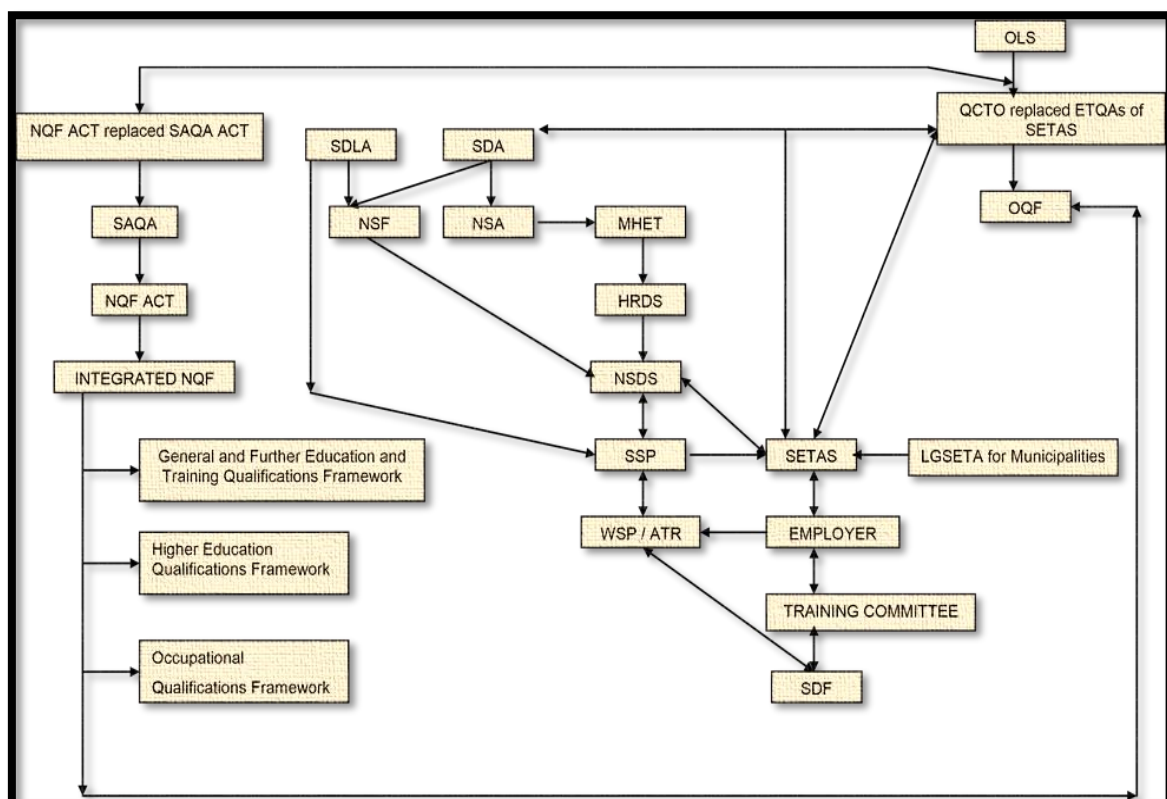 OLS
NQF ACT replaced SAQA ACT
QCTO replaced ETQAs of
SETAS
SDLA
SDA
SAQA
NSF
NSA
MHET
OQF
NQF ACT
HRDS
INTEGRATED NQF
NSDS
General and Further Education and
Training Qualifications Framework
SSP
SETAS
LGSETA for Municipalities
WSP / ATR
EMPLOYER
Higher Education
Qualifications Framework
TRAINING COMMITTEE
Occupational
Qualifications Framework
SDF